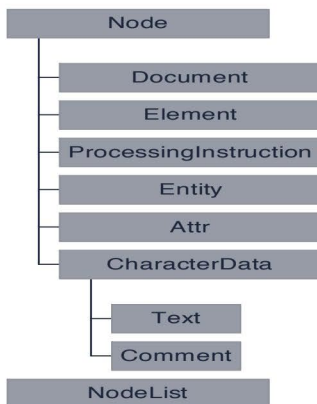 Node
Document
Element
ProcessingInstruction
Entity
Attr
CharacterData
Text
Comment
NodeList